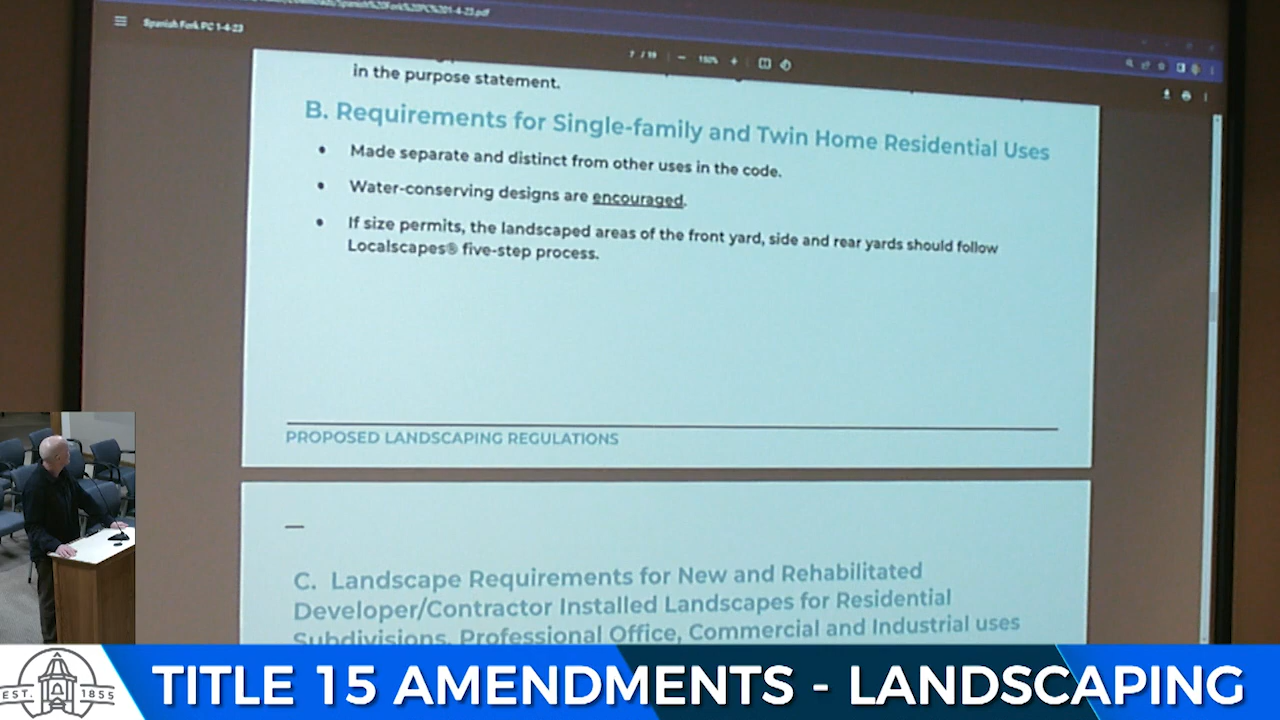 Spanish Fork PC 1-4-23
7 / 19
150%
in the purpose statement.
B. Requirements for Single-family and Twin Home Residential Uses
• Made separate and distinct from other uses in the code.
• Water-conserving designs are encouraged.
• If size permits, the landscaped areas of the front yard, side and rear yards should follow
Localscapes® five-step process.
PROPOSED LANDSCAPING REGULATIONS
C. Landscape Requirements for New and Rehabilitated
Developer/Contractor Installed Landscapes for Residential
Subdivisions, Professional Office, Commercial and Industrial uses
EST. 1855
TITLE 15 AMENDMENTS - LANDSCAPING